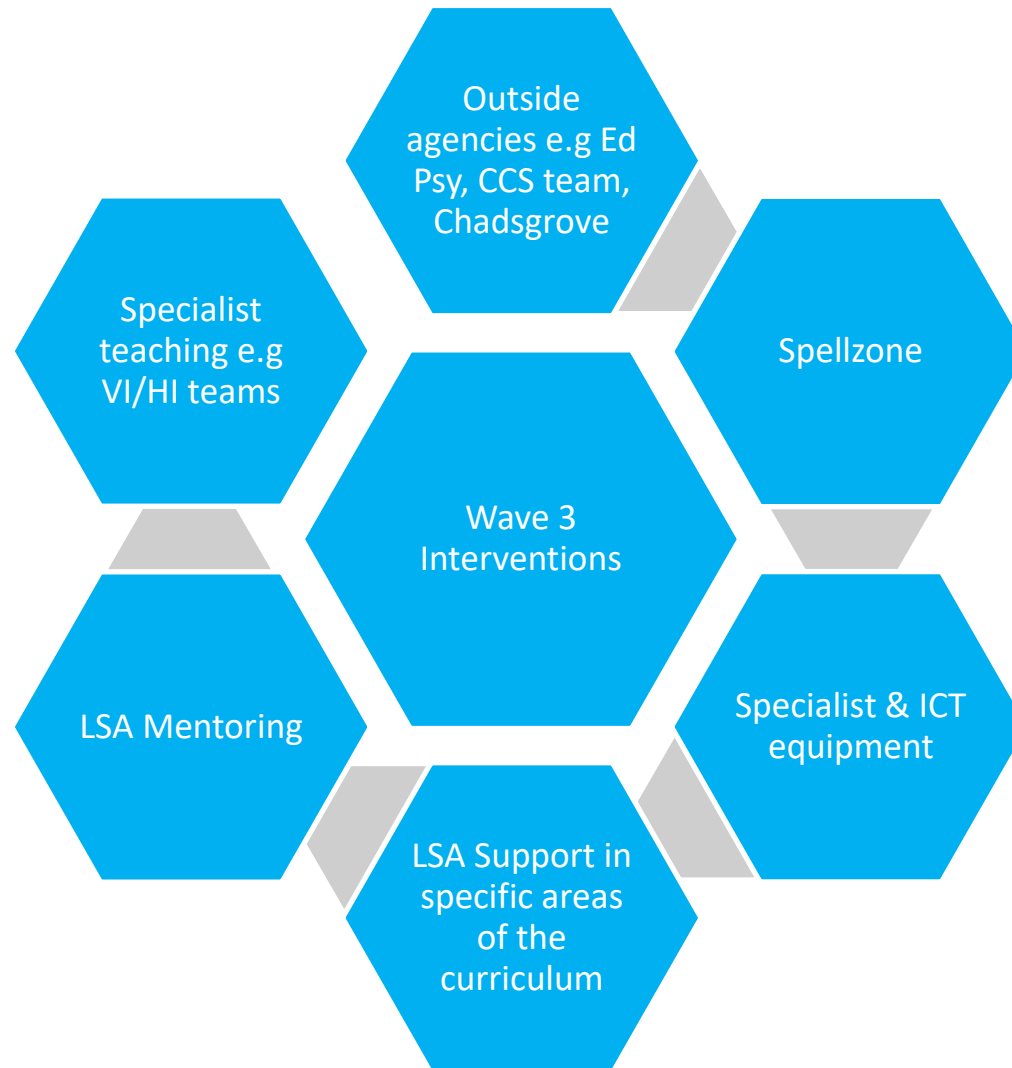 Outside
agencies e.g Ed
Psy, CCS team,
Chadsgrove
Spellzone
Specialist & ICT
equipment
LSA Support in
specific areas
of the
curriculum
LSA Mentoring
Specialist
teaching e.g
VI/HI teams
Wave 3
Interventions